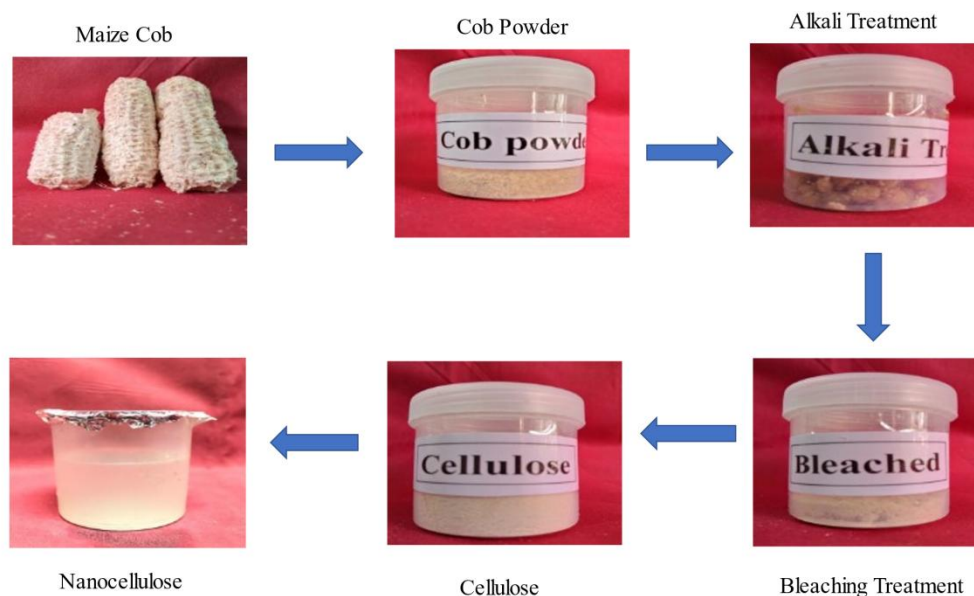 Maize Cob
Cob Powder
Alkali Treatment
Cob powde
Alkali Tr
Cellulose
Bleached
Nanocellulose
Cellulose
Bleaching Treatment